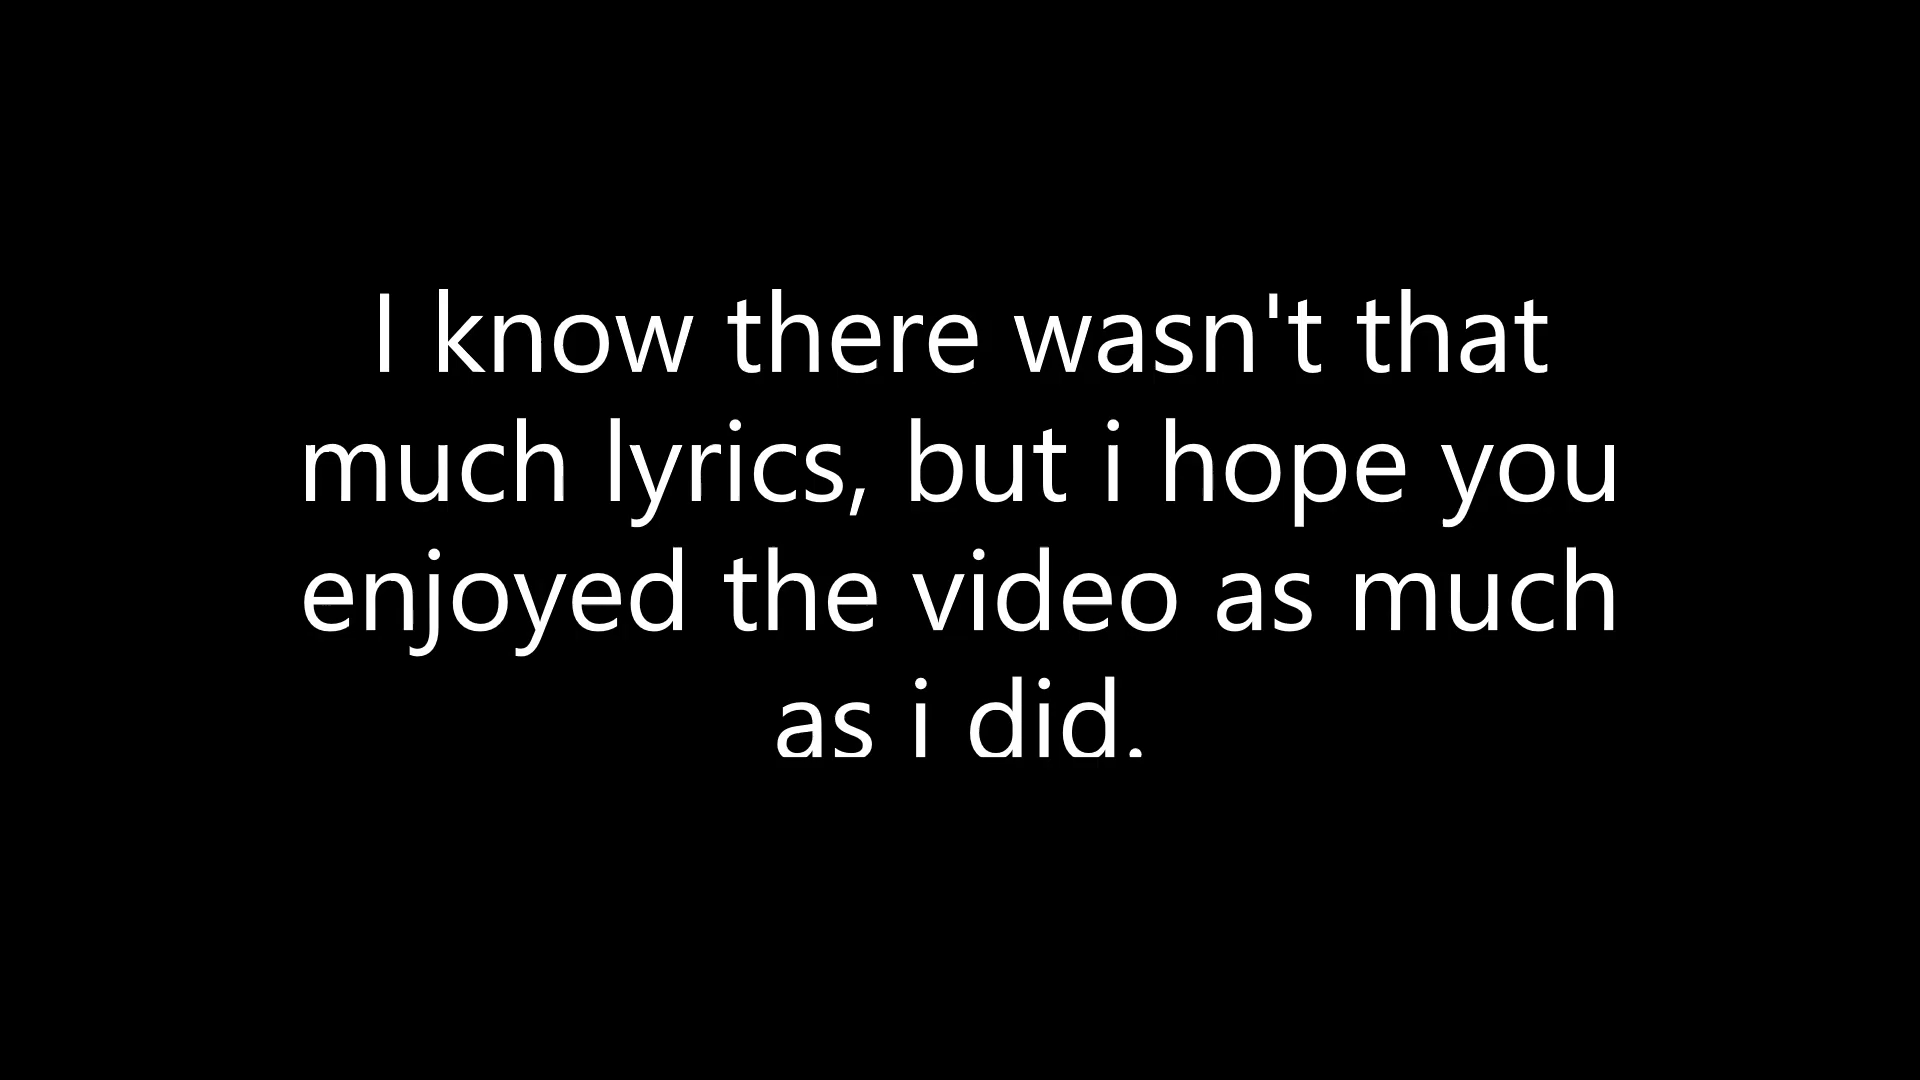 I know there wasn't that
much lyrics, but i hope you
enjoyed the video as much
as i did.